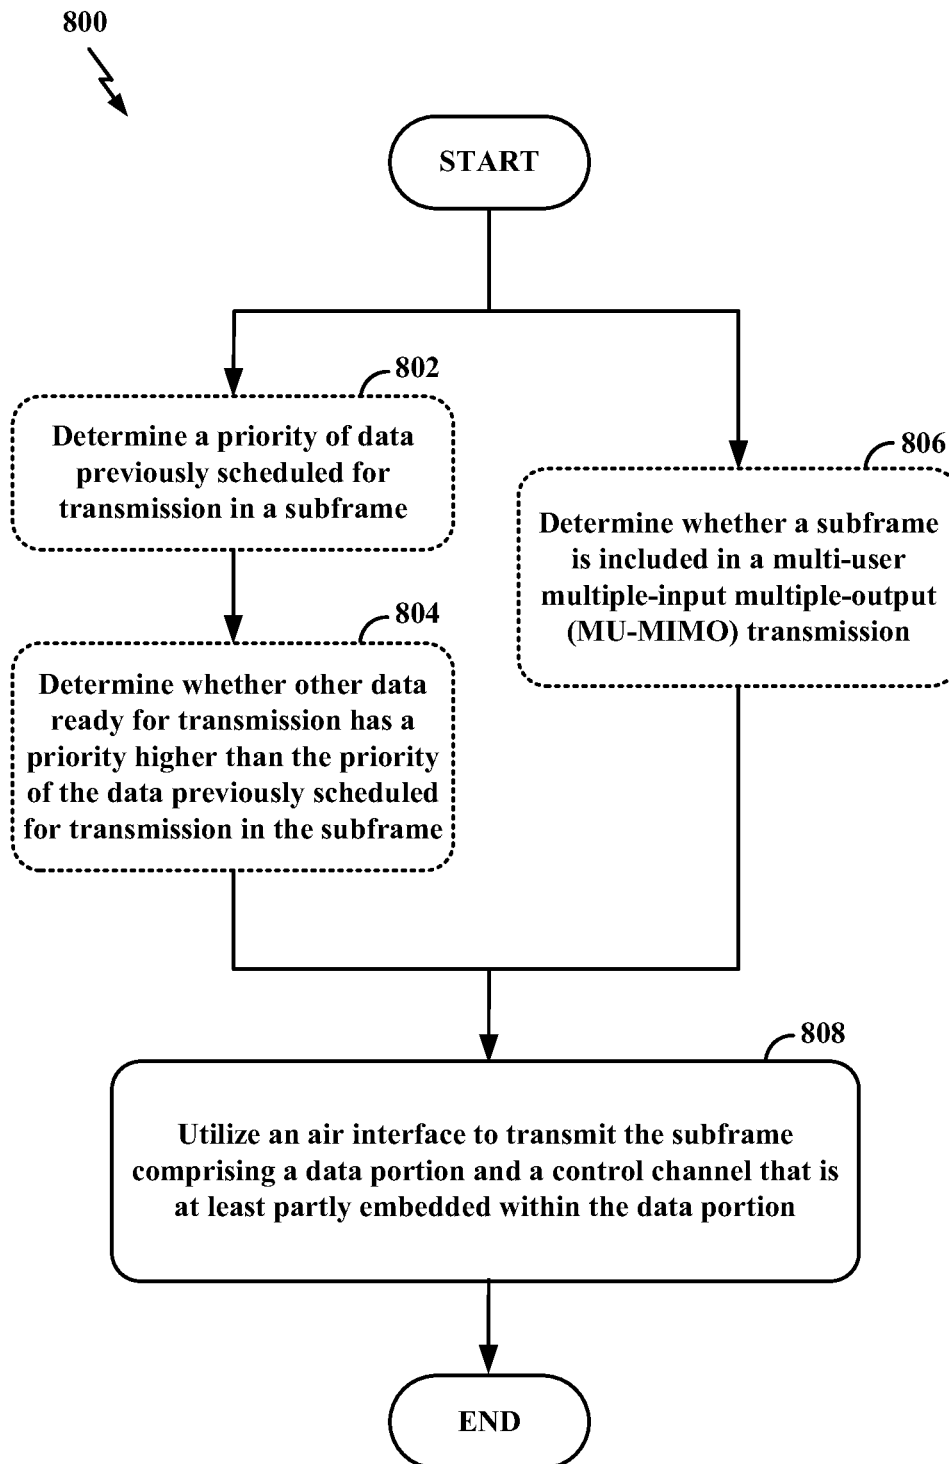 800
START
802
Determine a priority of data
previously scheduled for
transmission in a subframe
806
Determine whether a subframe
is included in a multi-user
multiple-input multiple-output
(MU-MIMO) transmission
804
Determine whether other data
ready for transmission has a
priority higher than the priority
of the data previously scheduled
for transmission in the subframe
808
Utilize an air interface to transmit the subframe
comprising a data portion and a control channel that is
at least partly embedded within the data portion
END